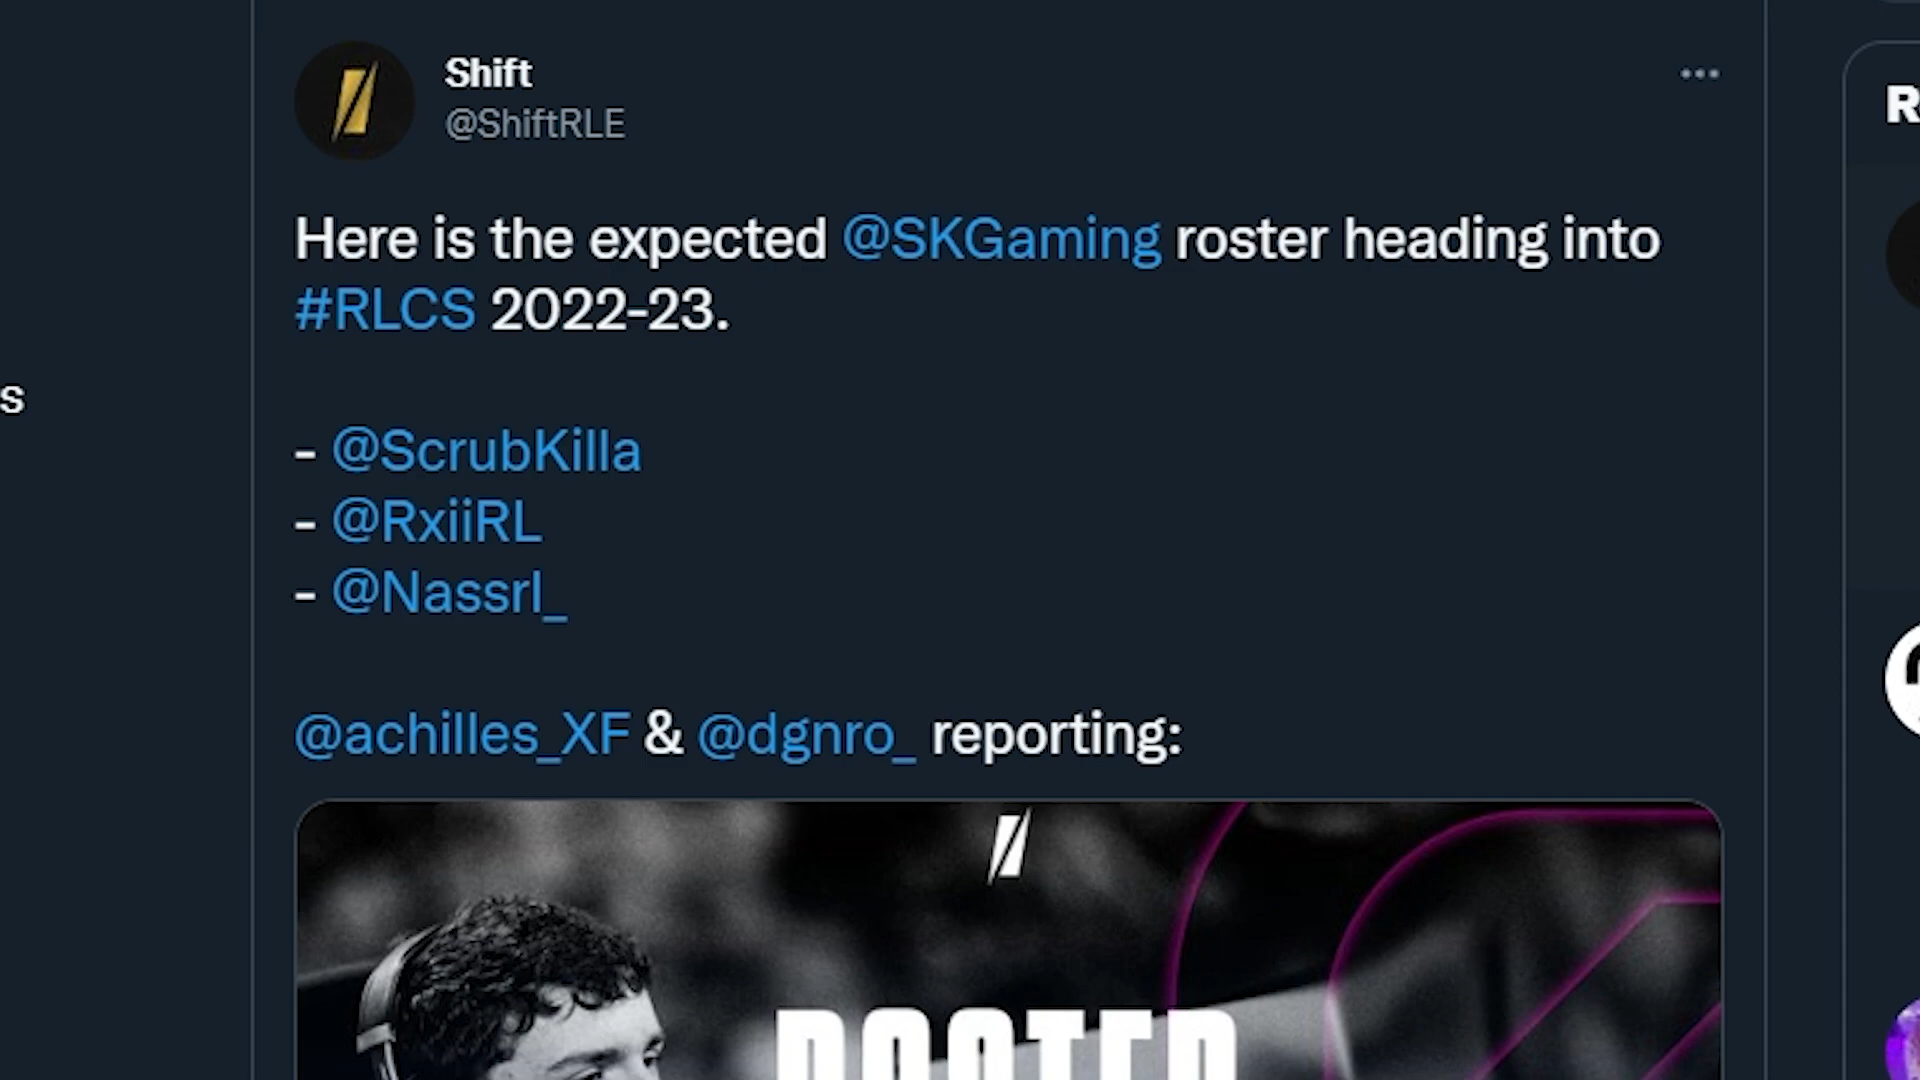 Shift
@ShiftRLE
Here is the expected @SKGaming roster heading into
#RLCS 2022-23.
- @ScrubKilla
- @RxiiRL
- @Nassrl_
@achilles_XF & @dgnro_ reporting:
ROSTER
s
R